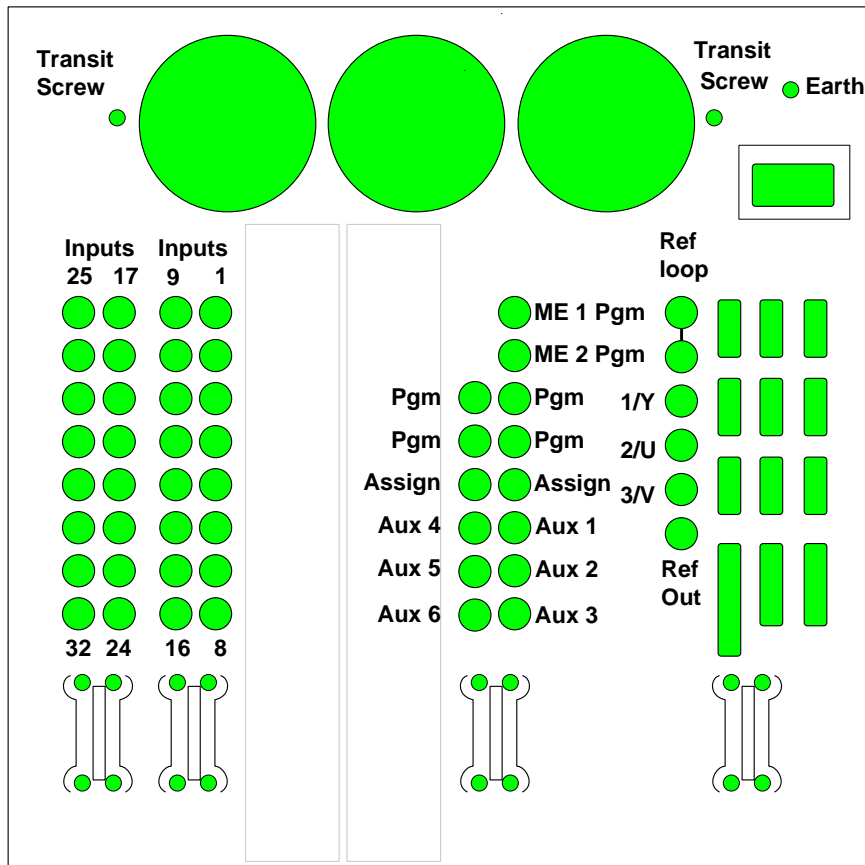 Transit
Screw
Transit
Screw
Earth
Inputs Inputs
25 17 9 1
Ref
loop
ME 1 Pgm
ME 2 Pgm
Pgm Pgm 1/Y
Pgm Pgm 2/U
Assign Assign 3/V
Aux 4 Aux 1
Aux 5 Aux 2
Aux 6 Aux 3
Ref
Out
32 24 16 8